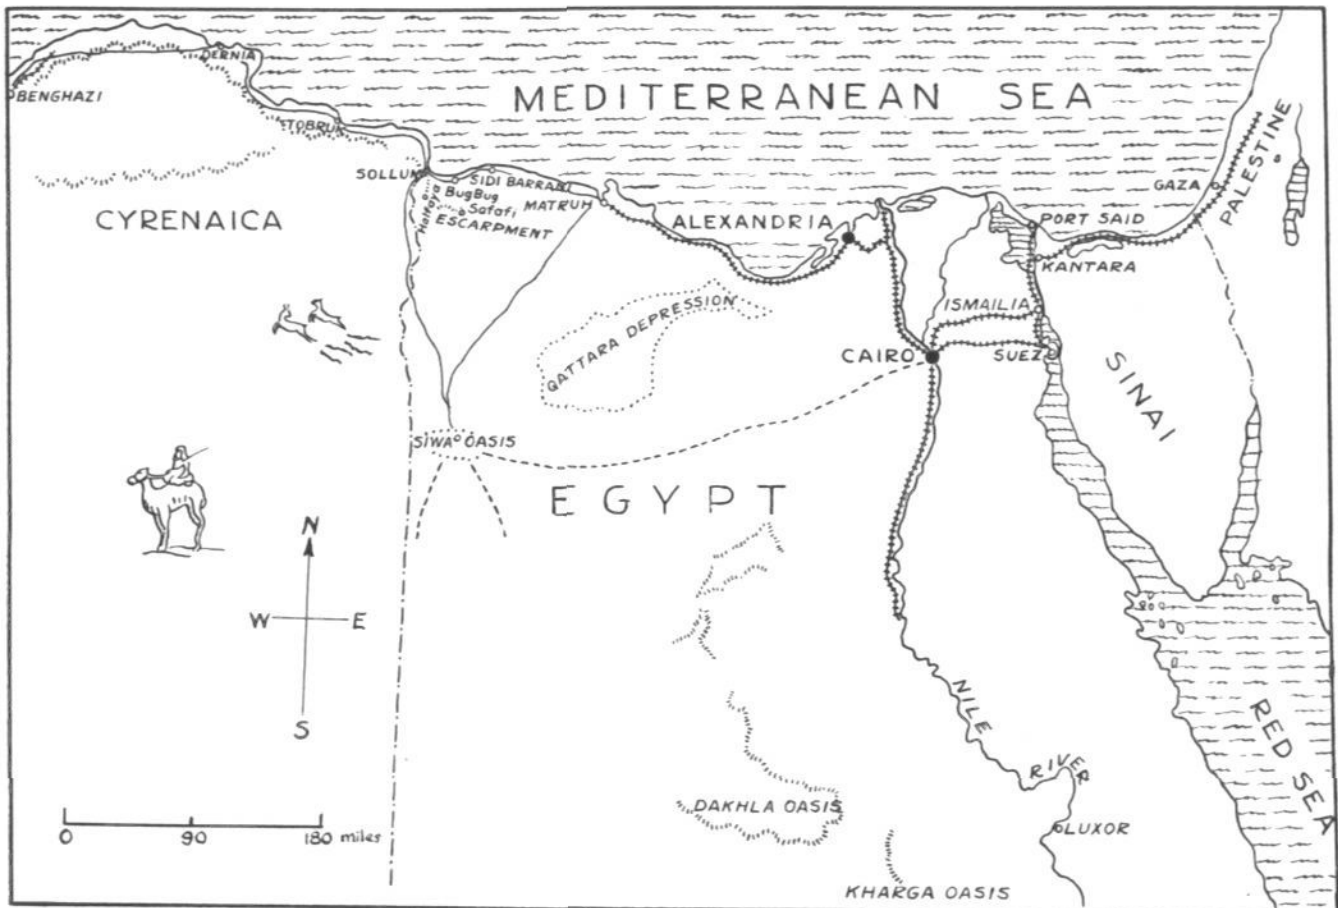 DERNIA
BENGHAZI
TOBRUK
MEDITERRANEAN SEA
PALESTINE
SOLLUM
SIDI BARRANI
BugBug
Halfaya
Safafi
MATRUH
ESCARPMENT
GAZA
CYRENAICA
ALEXANDRIA
PORT SAID
KANTARA
QATTARA DEPRESSION
ISMAILIA
CAIRO
SUEZ
SINAI
SIWA OASIS
EGYPT
N
W E
S
NILE
RIVER
RED SEA
0 90 180 miles
DAKHLA OASIS
LUXOR
KHARGA OASIS